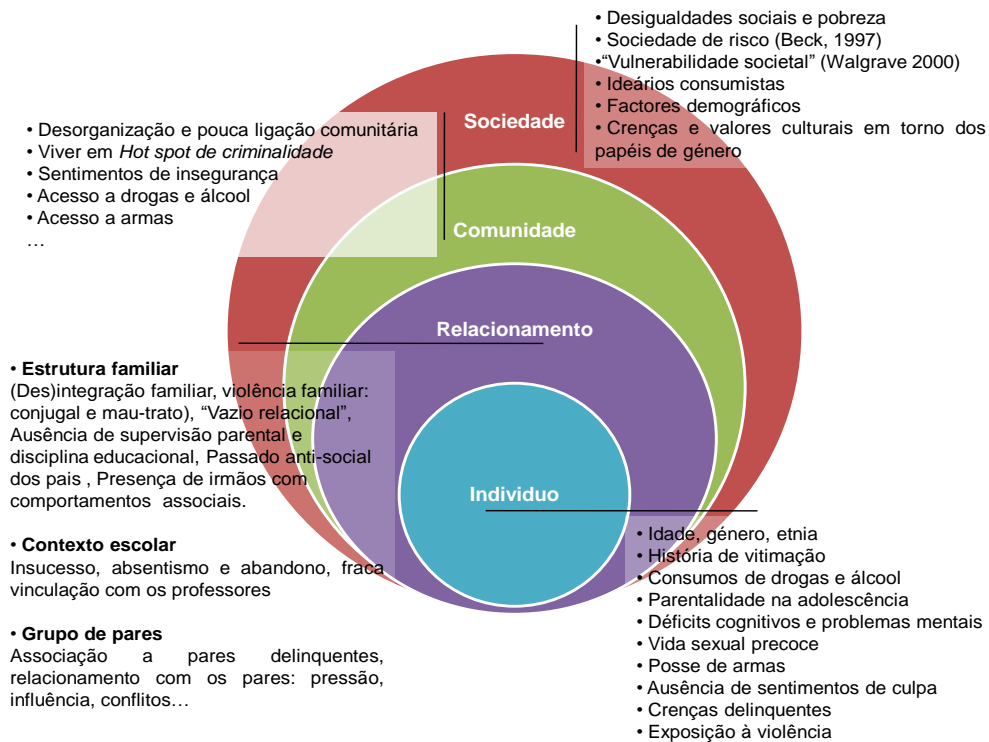 • Desigualdades sociais e pobreza
• Sociedade de risco (Beck, 1997)
•“Vulnerabilidade societal” (Walgrave 2000)
• Ideários consumistas
• Factores demográficos
• Crenças e valores culturais em torno dos
papéis de género
Sociedade
• Desorganização e pouca ligação comunitária
• Viver em Hot spot de criminalidade
• Sentimentos de insegurança
• Acesso a drogas e álcool
• Acesso a armas
…
Comunidade
Relacionamento
• Estrutura familiar
(Des)integração familiar, violência familiar:
conjugal e mau-trato), “Vazio relacional”,
Ausência de supervisão parental e
disciplina educacional, Passado anti-social
dos pais , Presença de irmãos com
comportamentos associais.
• Contexto escolar
Insucesso, absentismo e abandono, fraca
vinculação com os professores
• Grupo de pares
Associação a pares delinquentes,
relacionamento com os pares: pressão,
influência, conflitos…
Individuo
• Idade, género, etnia
• História de vitimação
• Consumos de drogas e álcool
• Parentalidade na adolescência
• Déficits cognitivos e problemas mentais
• Vida sexual precoce
• Posse de armas
• Ausência de sentimentos de culpa
• Crenças delinquentes
• Exposição à violência